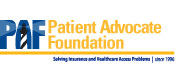 PAF Patient Advocate
Foundation
Solving Insurance and Healthcare Access Problems | since 1996